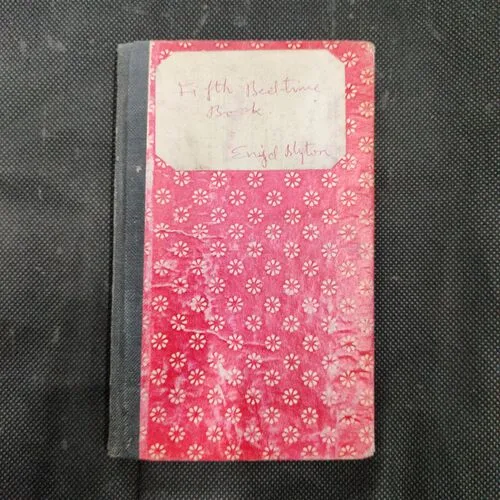 Fifth Bedtime
Book.
Enid Blyton